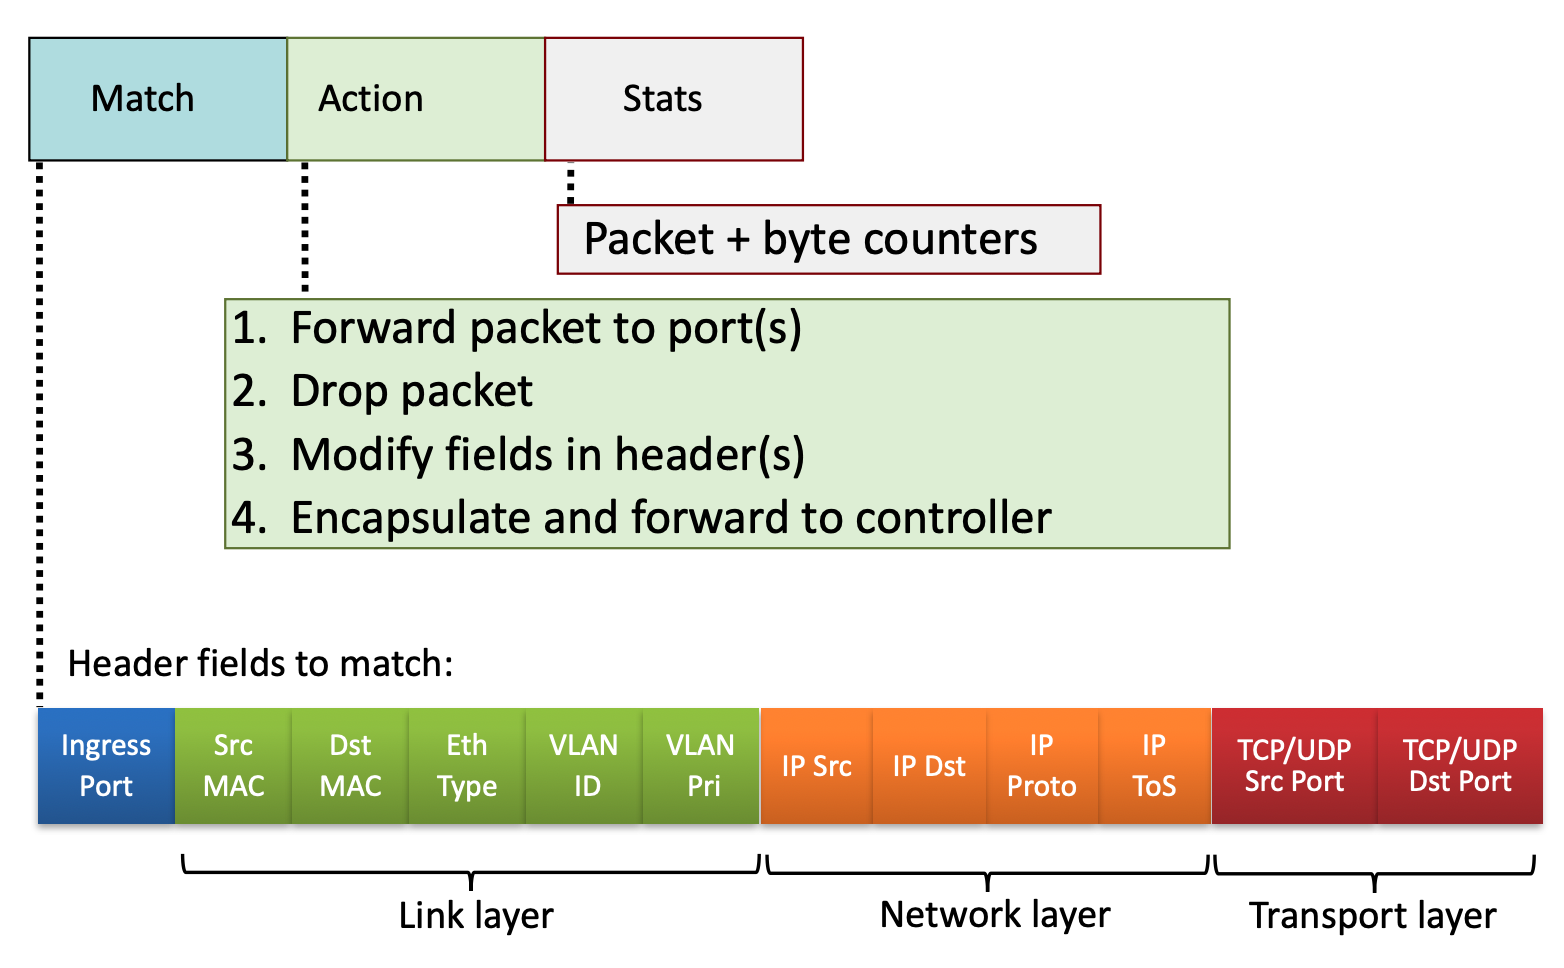 Match
Action
Stats
Packet + byte counters
1. Forward packet to port(s)
2. Drop packet
3. Modify fields in header(s)
4. Encapsulate and forward to controller
Header fields to match:
Ingress
Port
Src
MAC
Dst
MAC
Eth
Type
VLAN
ID
VLAN
Pri
IP Src
IP Dst
IP
Proto
IP
ToS
TCP/UDP
Src Port
TCP/UDP
Dst Port
Link layer
Network layer
Transport layer